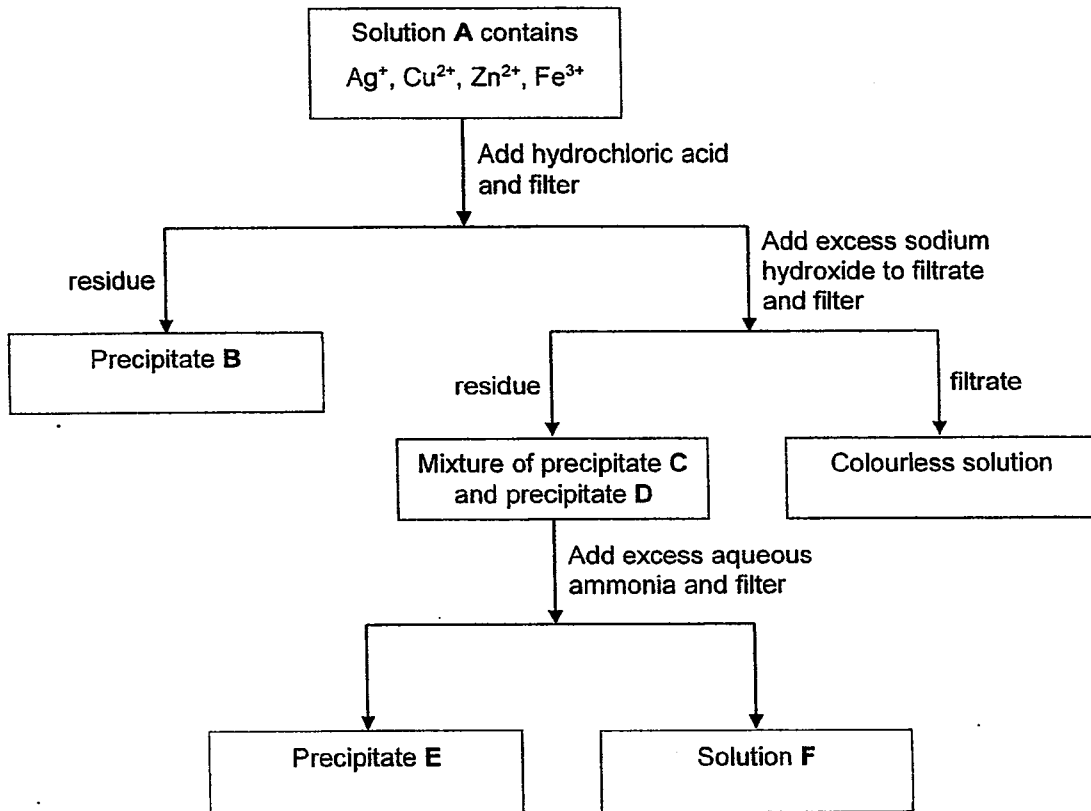 Solution A contains
Ag⁺, Cu²⁺, Zn²⁺, Fe³⁺
Add hydrochloric acid
and filter
Add excess sodium
hydroxide to filtrate
and filter
residue
Precipitate B
residue
filtrate
Mixture of precipitate C
and precipitate D
Colourless solution
Add excess aqueous
ammonia and filter
Precipitate E
Solution F